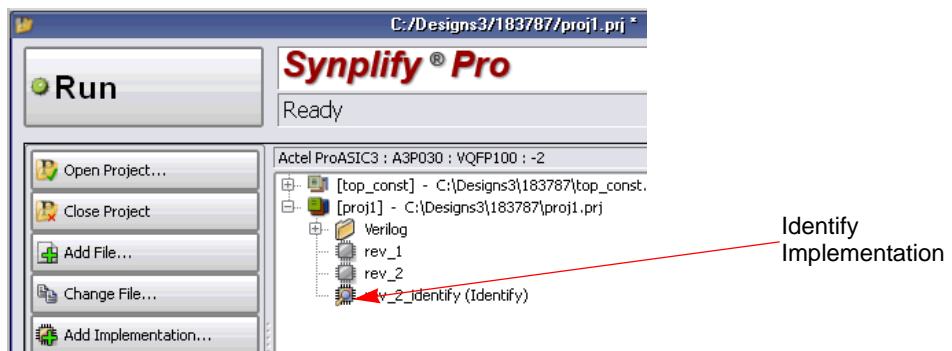 C:/Designs3/183787/proj1.prj *
Run
Synplify ® Pro
Ready
Open Project...
Close Project
Add File...
Change File...
Add Implementation...
Actel ProASIC3 : A3P030 : VQFP100 : -2
[top_const] - C:\Designs3\183787\top_const.
[proj1] - C:\Designs3\183787\proj1.prj
Verilog
rev_1
rev_2
rev_2_identify (Identify)
Identify
Implementation